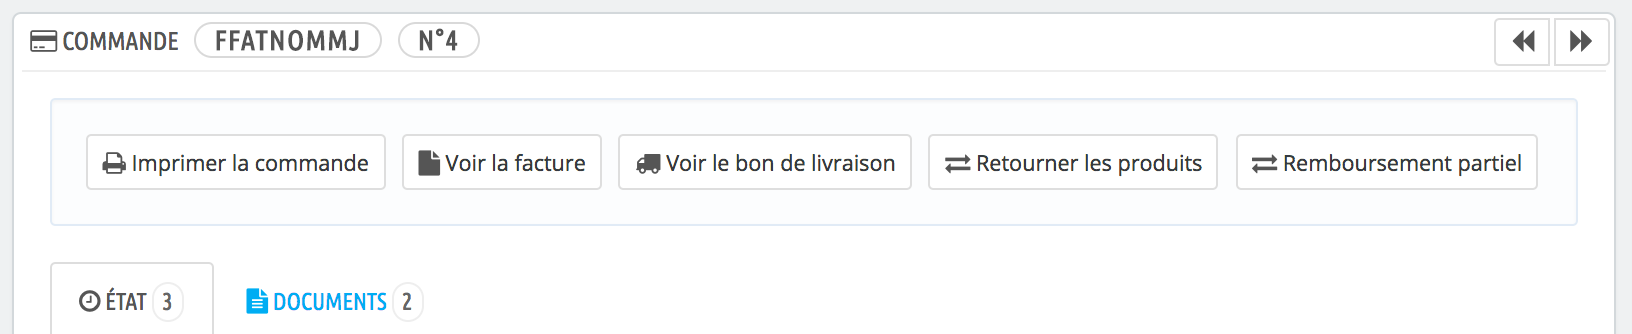 COMMANDE FFATNOMMJ N°4
Imprimer la commande Voir la facture Voir le bon de livraison Retourner les produits Remboursement partiel
ÉTAT 3 DOCUMENTS 2